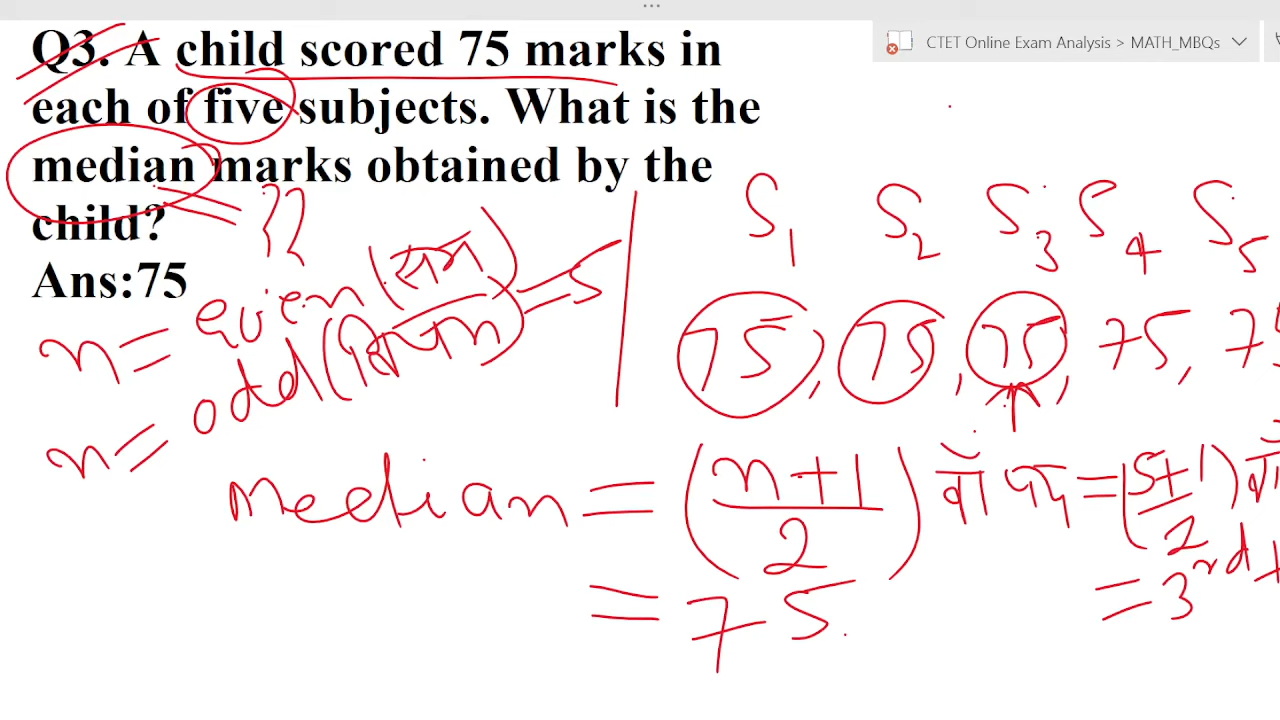 Q3. A child scored 75 marks in
each of five subjects. What is the
median marks obtained by the
child?
Ans:75
CTET Online Exam Analysis > MATH_MBQs
S1 S2 S3 S4 S5
n = (सम)
n = odd (विषम) = 5
75, 75, 75, 75, 75
median = (n+1/2) वाँ पद = (5+1/2) वाँ
= 75
= 3rd